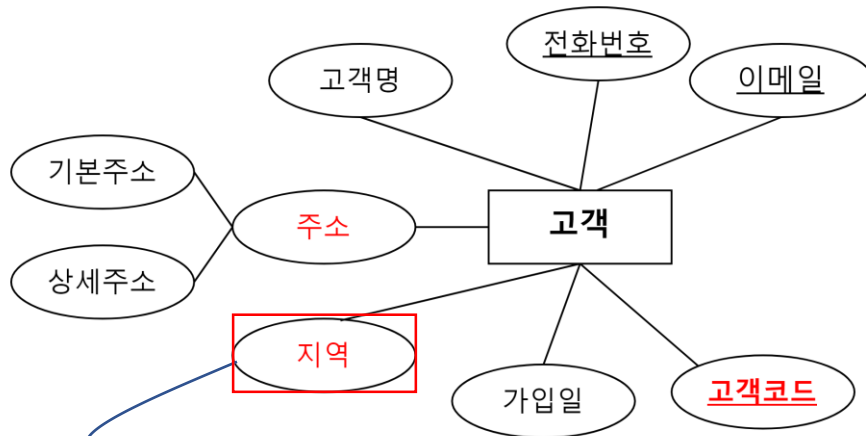 전화번호
고객명
이메일
기본주소
주소
고객
상세주소
지역
가입일
고객코드